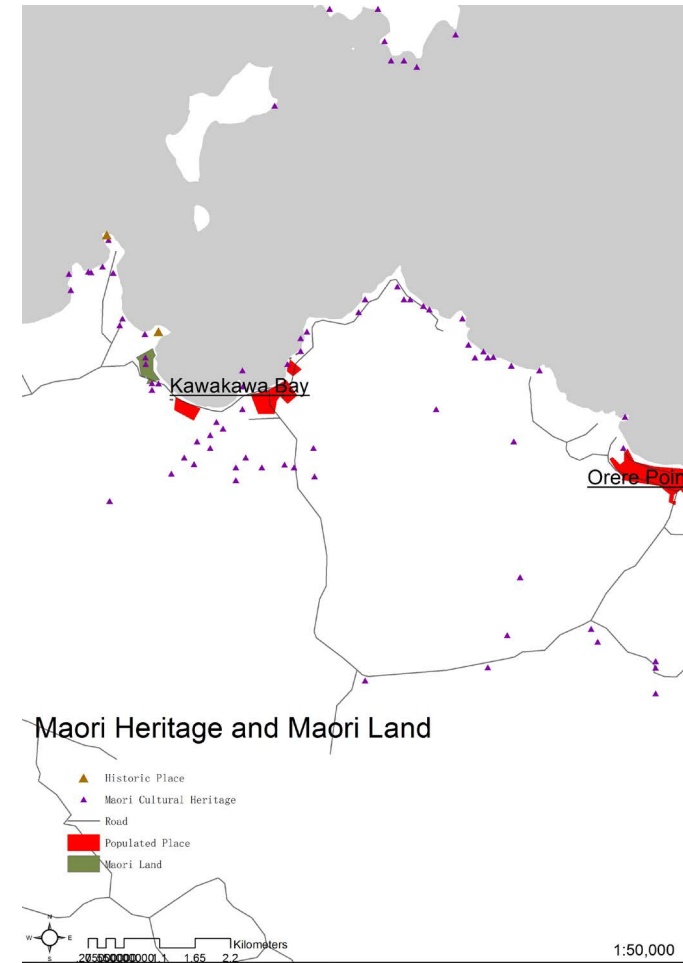 Kawakawa Bay
Orere Poin
Maori Heritage and Maori Land
Historic Place
Maori Cultural Heritage
Road
Populated Place
Maori Land
N
W
E
S
Kilometers
1.1
1.65
2.2
1:50,000